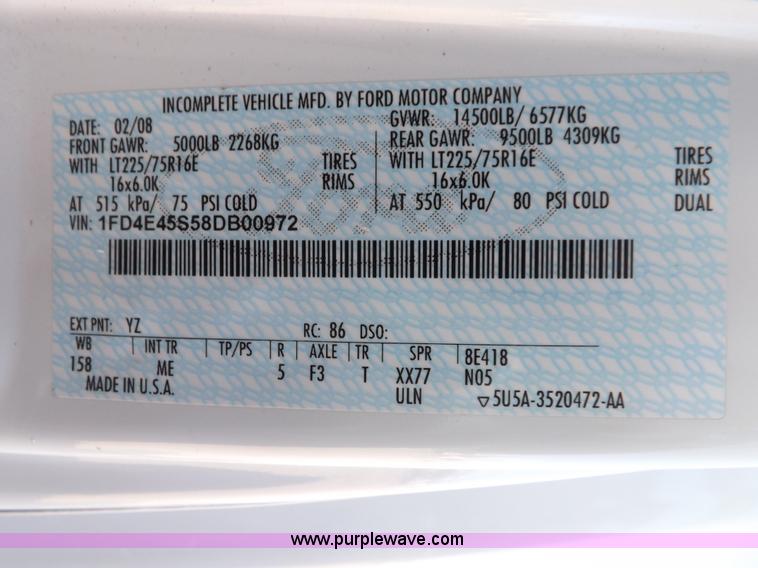 INCOMPLETE VEHICLE MFD. BY FORD MOTOR COMPANY
DATE: 02/08 GVWR: 14500LB/ 6577KG
FRONT GAWR: 5000LB 2268KG REAR GAWR: 9500LB 4309KG
WITH LT225/75R16E TIRES WITH LT225/75R16E TIRES
16x6.0K RIMS 16x6.0K RIMS
AT 515 kPa/ 75 PSI COLD AT 550 kPa/ 80 PSI COLD DUAL
VIN: 1FD4E45S58DB00972
EXT PNT: YZ RC: 86 DSO:
WB INT TR TP/PS R AXLE TR SPR 8E418
158 ME 5 F3 T XX77 N05
MADE IN U.S.A. ULN ▽5U5A-3520472-AA
www.purplewave.com